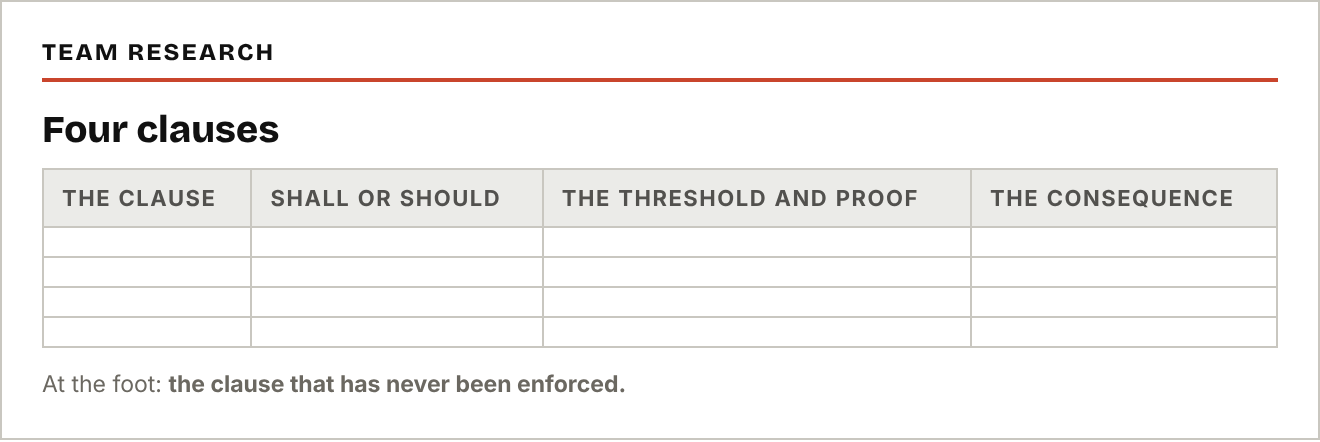 TEAM RESEARCH
Four clauses
THE CLAUSE SHALL OR SHOULD THE THRESHOLD AND PROOF THE CONSEQUENCE
At the foot: the clause that has never been enforced.